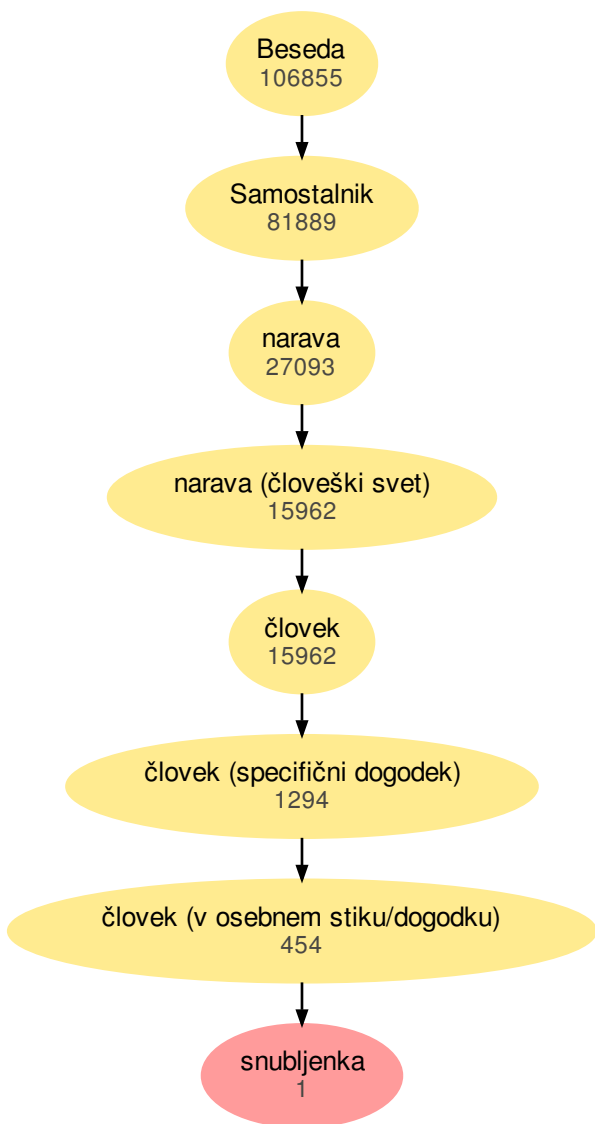 Beseda
106855
Samostalnik
81889
narava
27093
narava (človeški svet)
15962
človek
15962
človek (specifični dogodek)
1294
človek (v osebnem stiku/dogodku)
454
snubljenka
1